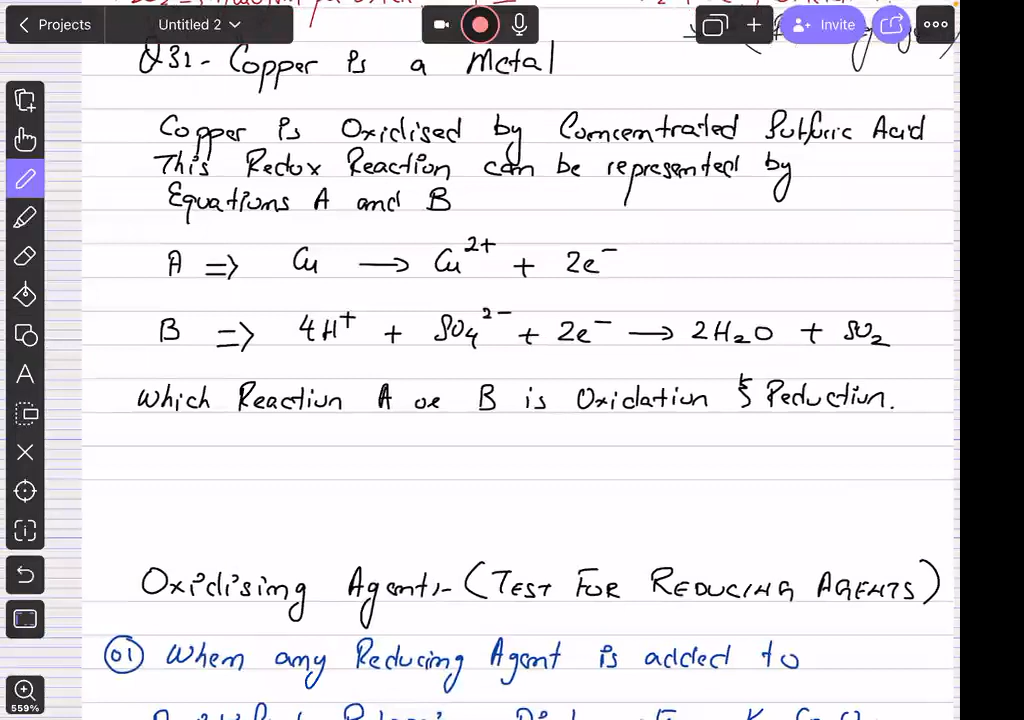 Projects
Untitled 2
Invite
Q31- Copper is a Metal
Copper is Oxidised by Concentrated Sulfuric Acid
This Redox Reaction can be represented by
Equations A and B
A => Cu → Cu²⁺ + 2e⁻
B => 4H⁺ + SO₄²⁻ + 2e⁻ → 2H₂O + SO₂
Which Reaction A or B is Oxidation & Reduction.
Oxidising Agent:- (TEST FOR REDUCING AGENTS)
01 When any Reducing Agent is added to
559%